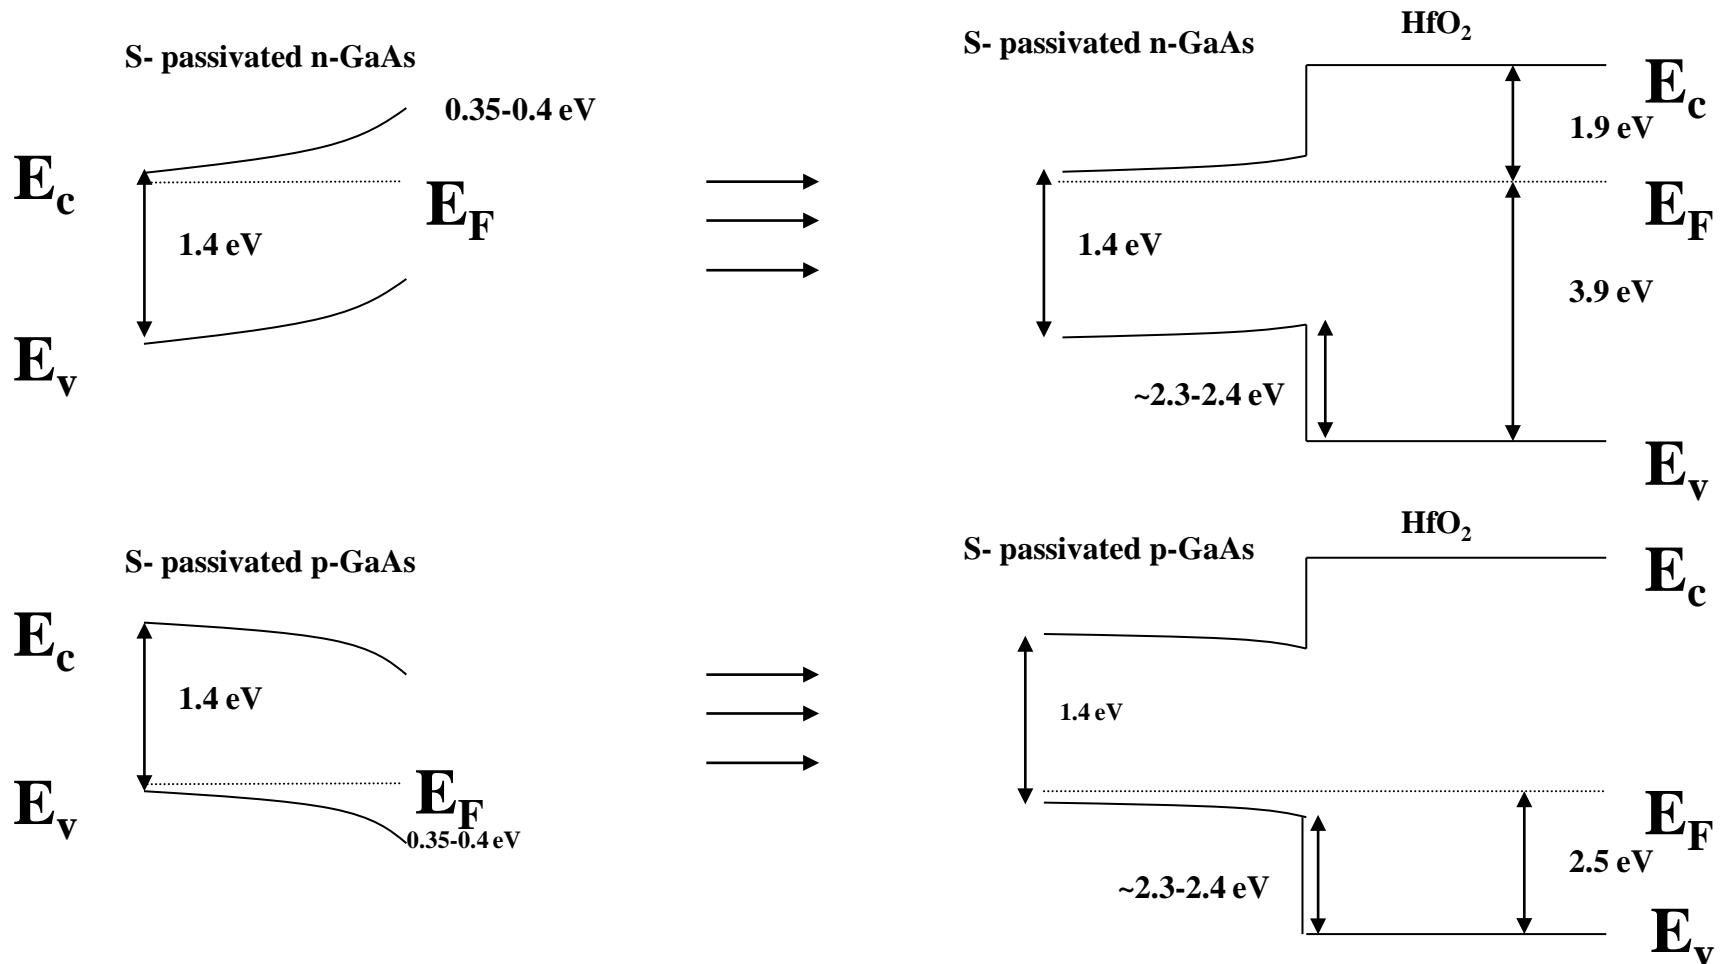 HfO2
S- passivated n-GaAs
S- passivated n-GaAs
Ec
0.35-0.4 eV
1.9 eV
Ec
EF
EF
1.4 eV
1.4 eV
3.9 eV
Ev
~2.3-2.4 eV
Ev
HfO2
S- passivated p-GaAs
S- passivated p-GaAs
Ec
Ec
1.4 eV
1.4 eV
EF
EF
Ev
0.35-0.4 eV
2.5 eV
~2.3-2.4 eV
Ev